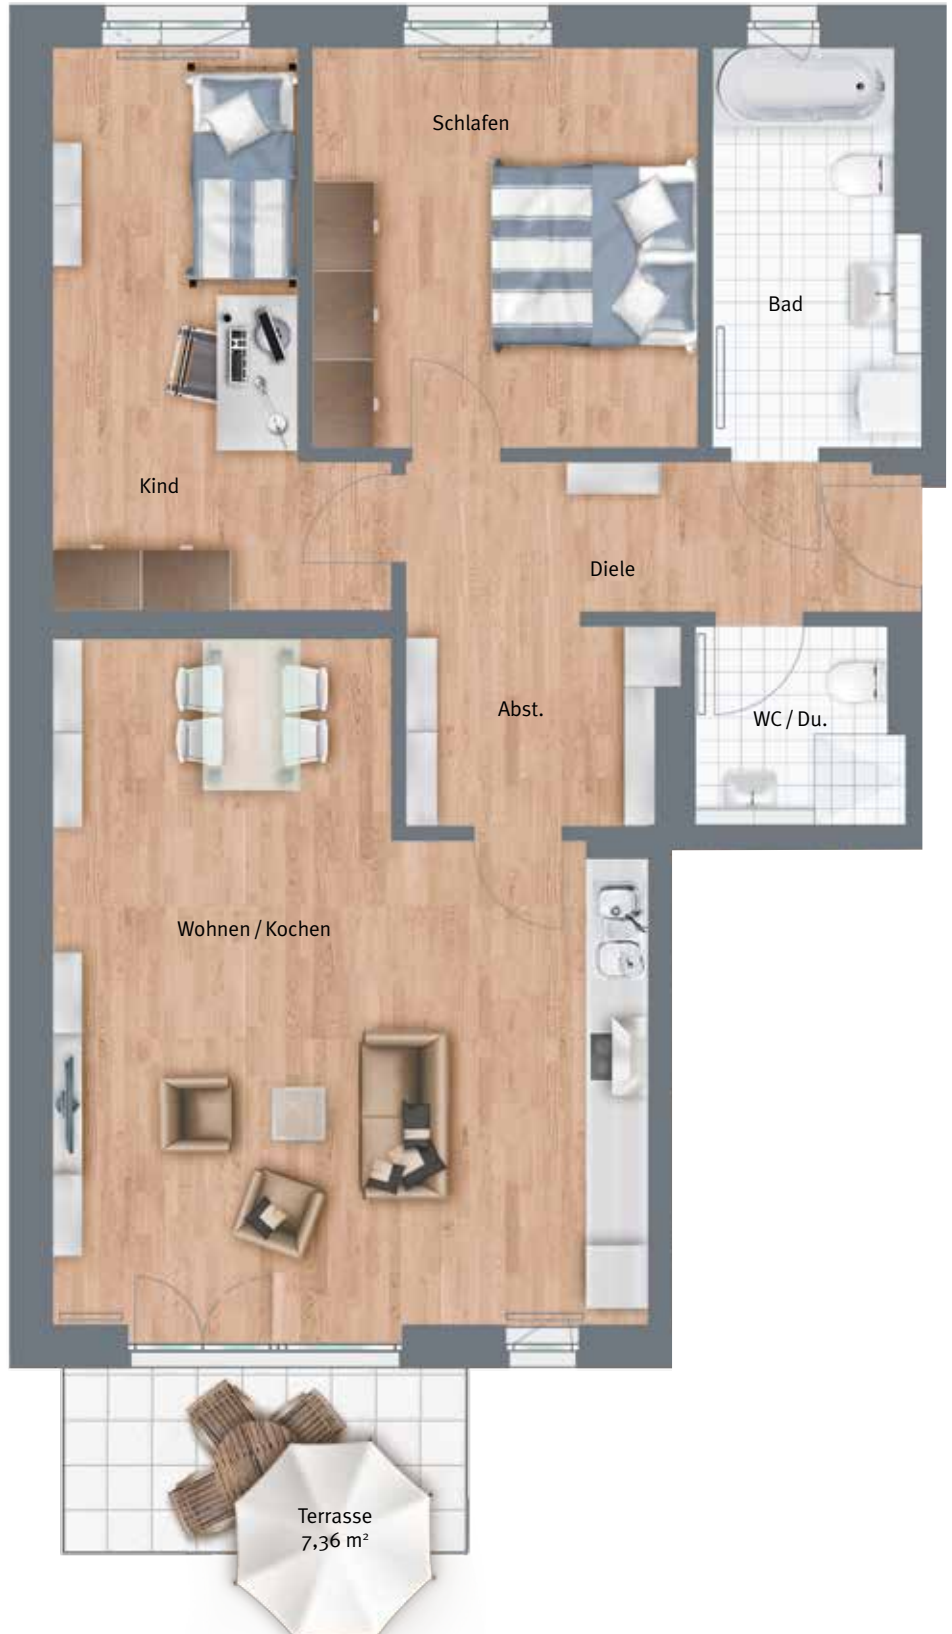 Schlafen
Bad
Kind
Diele
Abst.
WC / Du.
Wohnen / Kochen
Terrasse
7,36 m²